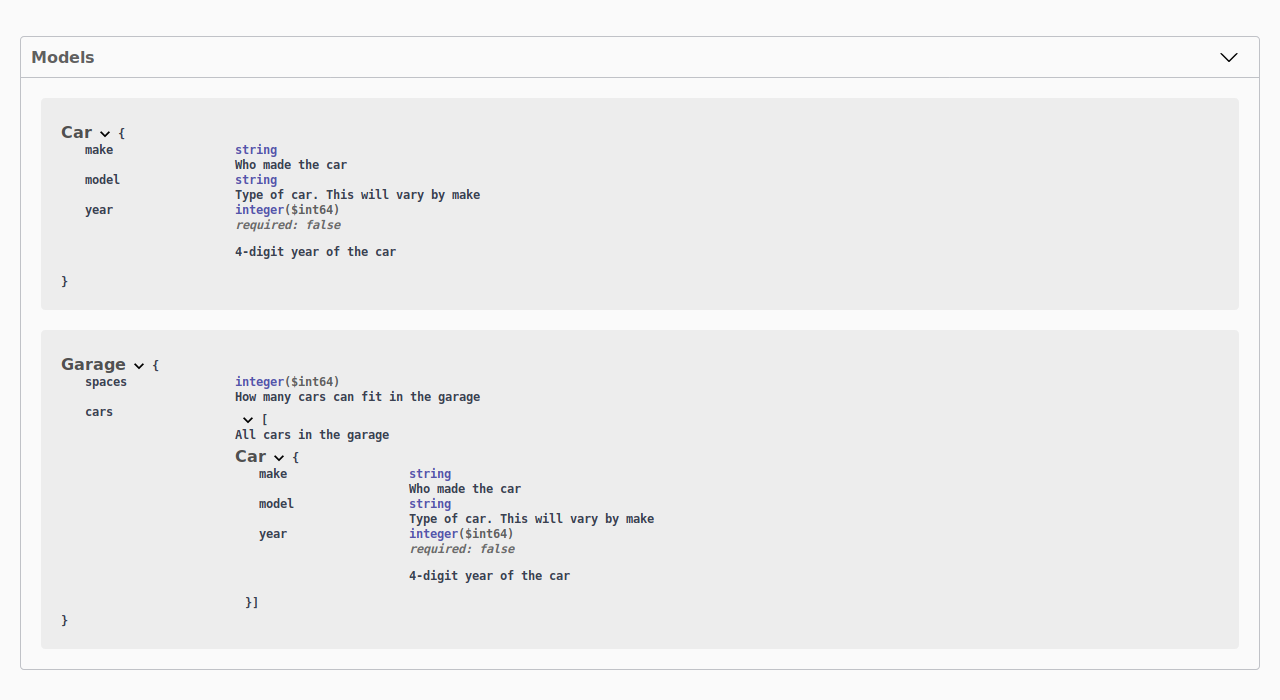 Models
Car {
make string
Who made the car
model string
Type of car. This will vary by make
year integer($int64)
required: false
4-digit year of the car
}
Garage {
spaces integer($int64)
How many cars can fit in the garage
cars [
All cars in the garage
Car {
make string
Who made the car
model string
Type of car. This will vary by make
year integer($int64)
required: false
4-digit year of the car
}]
}